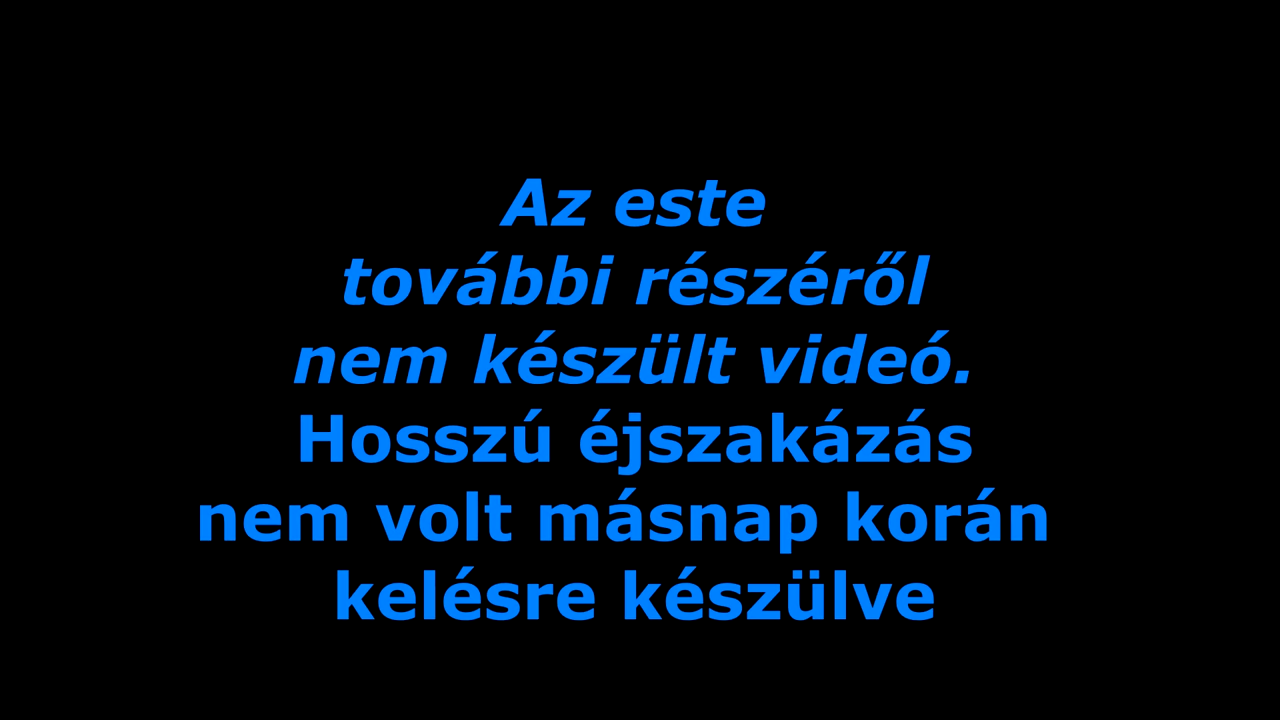 Az este
további részéről
nem készült videó.
Hosszú éjszakázás
nem volt másnap korán
kelésre készülve